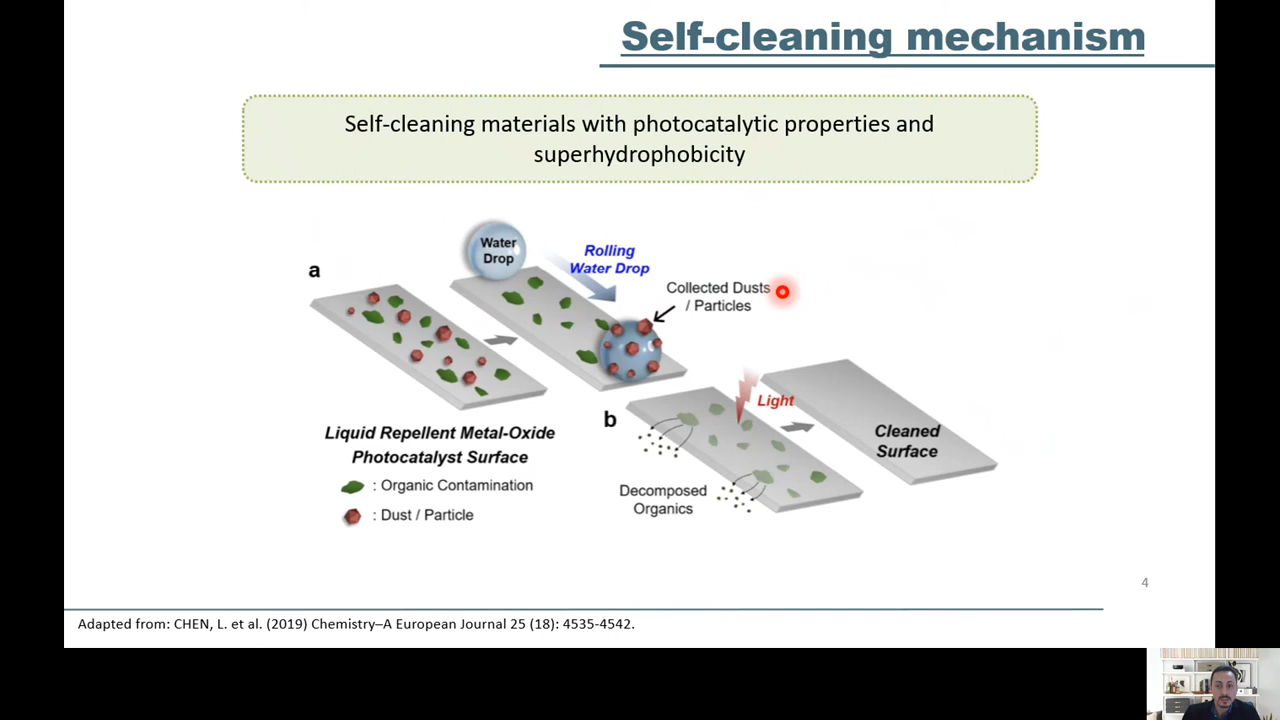 Self-cleaning mechanism
Self-cleaning materials with photocatalytic properties and
superhydrophobicity
a
Water
Drop
Rolling
Water Drop
Collected Dusts
/ Particles
Liquid Repellent Metal-Oxide
Photocatalyst Surface
: Organic Contamination
: Dust / Particle
b
Light
Decomposed
Organics
Cleaned
Surface
4
Adapted from: CHEN, L. et al. (2019) Chemistry–A European Journal 25 (18): 4535-4542.